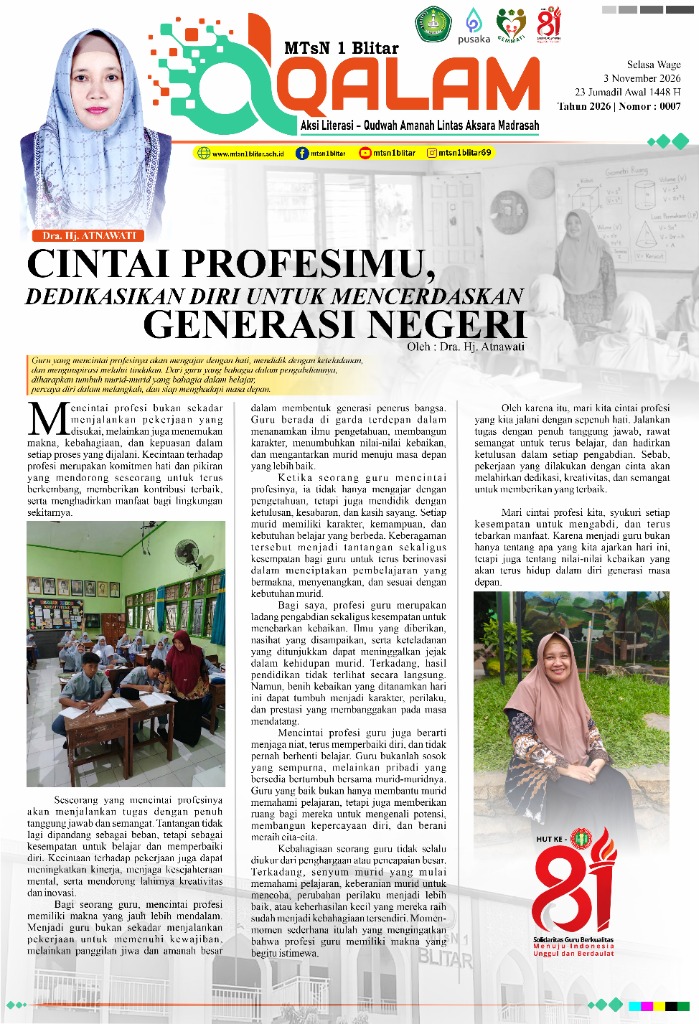 MTsN 1 Blitar
QALAM
Aksi Literasi – Qudwah Amanah Lintas Aksara Madrasah
pusaka
81
Selasa Wage
3 November 2026
23 Jumadil Awal 1448 H
Tahun 2026 | Nomor : 0007
www.mtsn1blitar.sch.id mtsn1blitar mtsn1blitar mtsn1blitar69
Dra. Hj. ATNAWATI
CINTAI PROFESIMU,
DEDIKASIKAN DIRI UNTUK MENCERDASKAN
GENERASI NEGERI
Oleh : Dra. Hj. Atnawati
Guru yang mencintai profesinya akan mengajar dengan hati, mendidik dengan keteladanan,
dan menginspirasi melalui tindakan. Dari guru yang bahagia dalam pengabdiannya,
diharapkan tumbuh murid-murid yang bahagia dalam belajar,
percaya diri dalam melangkah, dan siap menghadapi masa depan.
Mencintai profesi bukan sekadar
menjalankan pekerjaan yang
disukai, melainkan juga menemukan
makna, kebahagiaan, dan kepuasan dalam
setiap proses yang dijalani. Kecintaan terhadap
profesi merupakan komitmen hati dan pikiran
yang mendorong seseorang untuk terus
berkembang, memberikan kontribusi terbaik,
serta menghadirkan manfaat bagi lingkungan
sekitarnya.
Seseorang yang mencintai profesinya
akan menjalankan tugas dengan penuh
tanggung jawab dan semangat. Tantangan tidak
lagi dipandang sebagai beban, tetapi sebagai
kesempatan untuk belajar dan memperbaiki
diri. Kecintaan terhadap pekerjaan juga dapat
meningkatkan kinerja, menjaga kesejahteraan
mental, serta mendorong lahirnya kreativitas
dan inovasi.
Bagi seorang guru, mencintai profesi
memiliki makna yang jauh lebih mendalam.
Menjadi guru bukan sekadar menjalankan
pekerjaan untuk memenuhi kewajiban,
melainkan panggilan jiwa dan amanah besar
dalam membentuk generasi penerus bangsa.
Guru berada di garda terdepan dalam
menanamkan ilmu pengetahuan, membangun
karakter, menumbuhkan nilai-nilai kebaikan,
dan mengantarkan murid menuju masa depan
yang lebih baik.
Ketika seorang guru mencintai
profesinya, ia tidak hanya mengajar dengan
pengetahuan, tetapi juga mendidik dengan
ketulusan, kesabaran, dan kasih sayang. Setiap
murid memiliki karakter, kemampuan, dan
kebutuhan belajar yang berbeda. Keberagaman
tersebut menjadi tantangan sekaligus
kesempatan bagi guru untuk terus berinovasi
dalam menciptakan pembelajaran yang
bermakna, menyenangkan, dan sesuai dengan
kebutuhan murid.
Bagi saya, profesi guru merupakan
ladang pengabdian sekaligus kesempatan untuk
menebarkan kebaikan. Ilmu yang diberikan,
nasihat yang disampaikan, serta keteladanan
yang ditunjukkan dapat meninggalkan jejak
dalam kehidupan murid. Terkadang, hasil
pendidikan tidak terlihat secara langsung.
Namun, benih kebaikan yang ditanamkan hari
ini dapat tumbuh menjadi karakter, perilaku,
dan prestasi yang membanggakan pada masa
mendatang.
Mencintai profesi guru juga berarti
menjaga niat, terus memperbaiki diri, dan tidak
pernah berhenti belajar. Guru bukanlah sosok
yang sempurna, melainkan pribadi yang
bersedia bertumbuh bersama murid-muridnya.
Guru yang baik bukan hanya membantu murid
memahami pelajaran, tetapi juga memberikan
ruang bagi mereka untuk mengenali potensi,
membangun kepercayaan diri, dan berani
meraih cita-cita.
Kebahagiaan seorang guru tidak selalu
diukur dari penghargaan atau pencapaian besar.
Terkadang, senyum murid yang mulai
memahami pelajaran, keberanian murid untuk
mencoba, perubahan perilaku menjadi lebih
baik, atau keberhasilan kecil yang mereka raih
sudah menjadi kebahagiaan tersendiri. Momen-
momen sederhana itulah yang mengingatkan
bahwa profesi guru memiliki makna yang
begitu istimewa.
Oleh karena itu, mari kita cintai profesi
yang kita jalani dengan sepenuh hati. Jalankan
tugas dengan penuh tanggung jawab, rawat
semangat untuk terus belajar, dan hadirkan
ketulusan dalam setiap pengabdian. Sebab,
pekerjaan yang dilakukan dengan cinta akan
melahirkan dedikasi, kreativitas, dan semangat
untuk memberikan yang terbaik.
Mari cintai profesi kita, syukuri setiap
kesempatan untuk mengabdi, dan terus
tebarkan manfaat. Karena menjadi guru bukan
hanya tentang apa yang kita ajarkan hari ini,
tetapi juga tentang nilai-nilai kebaikan yang
akan terus hidup dalam diri generasi masa
depan.
HUT KE -
81
Solidaritas Guru Berkualitas
Menuju Indonesia
Unggul dan Berdaulat
MTsN 1
BLITAR